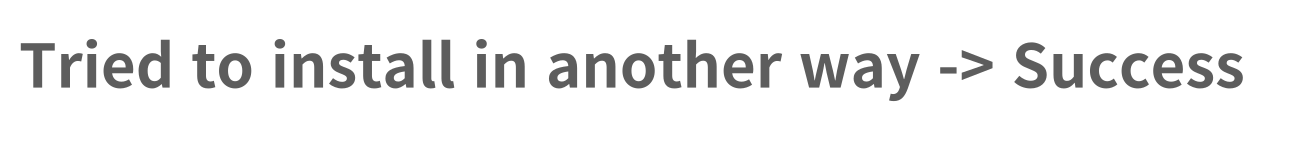 Tried to install in another way -> Success